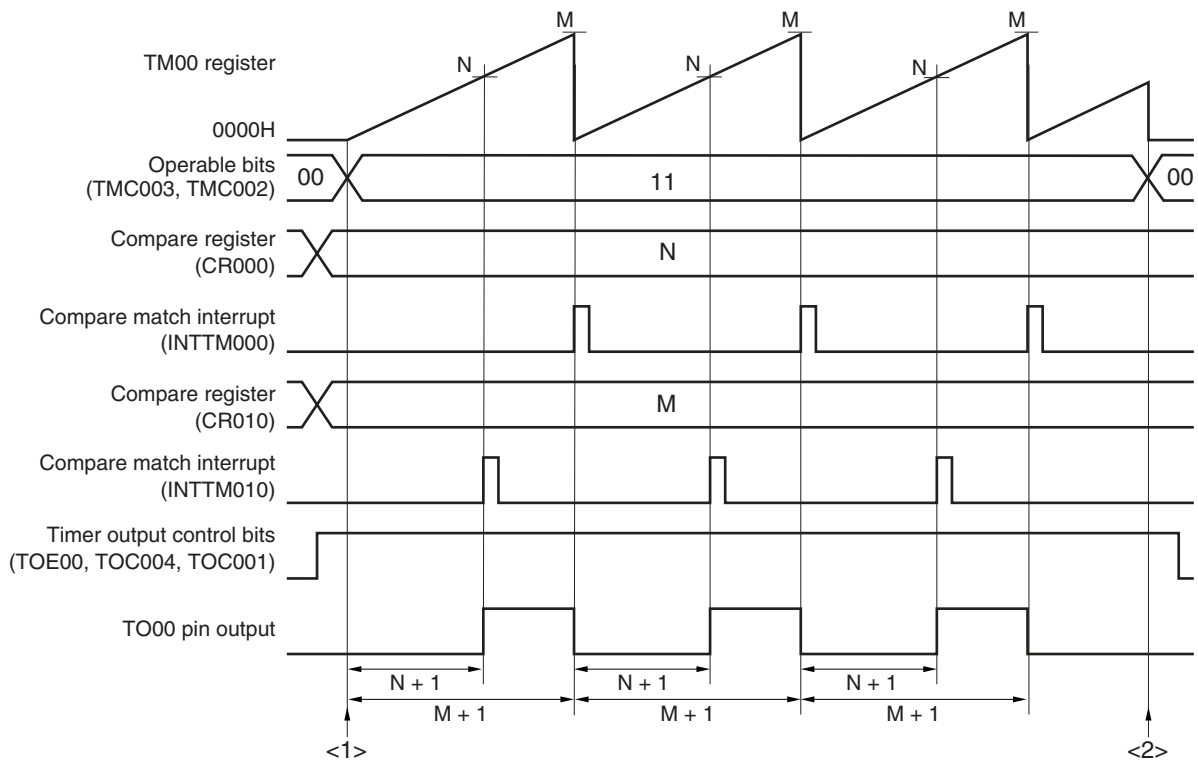 M M M
TM00 register
N N N
0000H
Operable bits
(TMC003, TMC002)
00 11 00
Compare register
(CR000)
N
Compare match interrupt
(INTTM000)
Compare register
(CR010)
M
Compare match interrupt
(INTTM010)
Timer output control bits
(TOE00, TOC004, TOC001)
TO00 pin output
N + 1 N + 1 N + 1
M + 1 M + 1 M + 1
<1> <2>